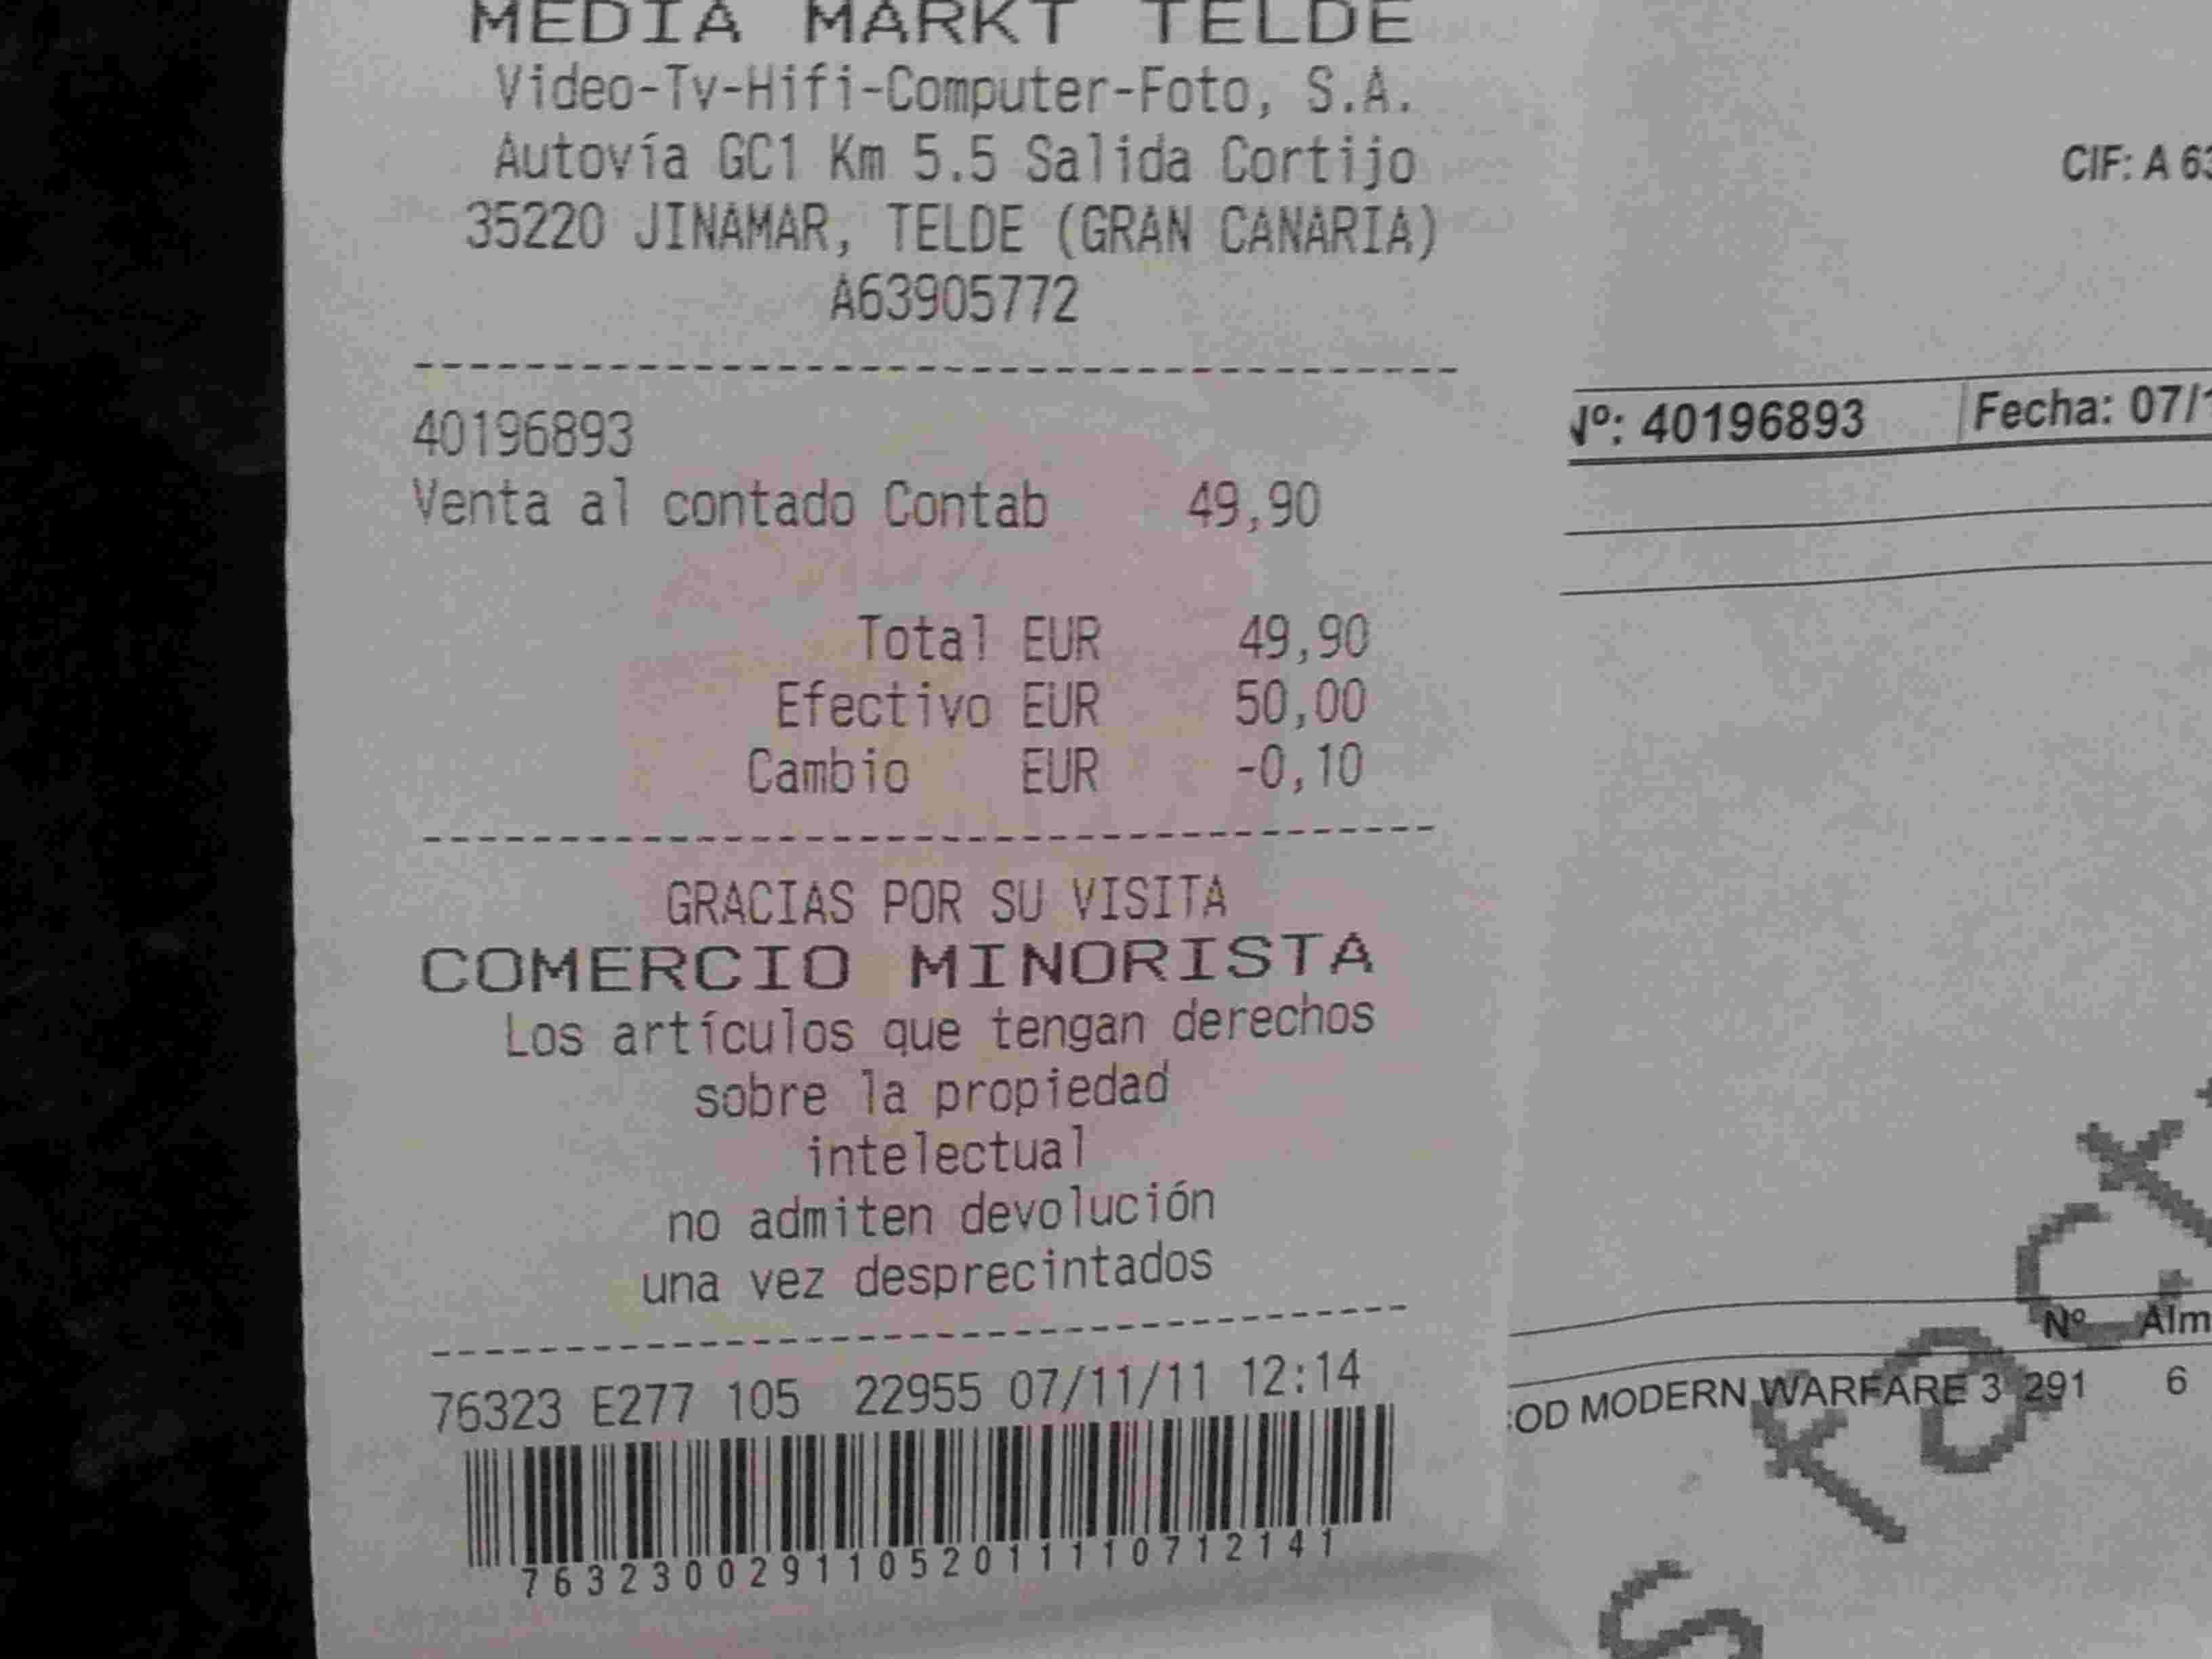 MEDIA MARKT TELDE
Video-Tv-Hifi-Computer-Foto, S.A.
Autovía GC1 Km 5.5 Salida Cortijo
35220 JINAMAR, TELDE (GRAN CANARIA)
A63905772
40196893
Venta al contado Contab 49,90
Total EUR 49,90
Efectivo EUR 50,00
Cambio EUR -0,10
GRACIAS POR SU VISITA
COMERCIO MINORISTA
Los artículos que tengan derechos
sobre la propiedad
intelectual
no admiten devolución
una vez desprecintados
76323 E277 105 22955 07/11/11 12:14
76323002911052011110712141
CIF: A 63
Nº: 40196893 Fecha: 07/1
Nº Alm
:OD MODERN WARFARE 3 291 6